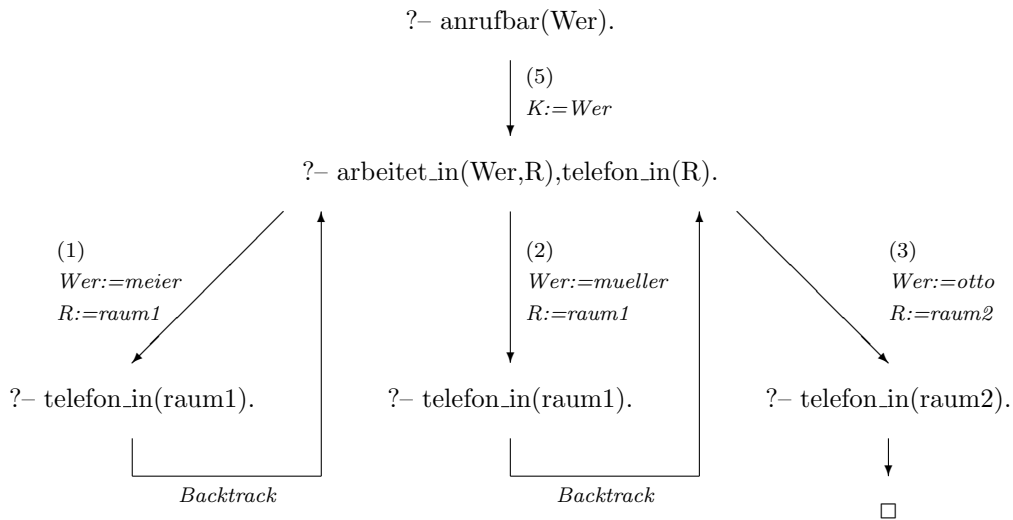 ?– anrufbar(Wer).
(5)
K:=Wer
?– arbeitet_in(Wer,R),telefon_in(R).
(1)
Wer:=meier
R:=raum1
(2)
Wer:=mueller
R:=raum1
(3)
Wer:=otto
R:=raum2
?– telefon_in(raum1).
?– telefon_in(raum1).
?– telefon_in(raum2).
Backtrack
Backtrack